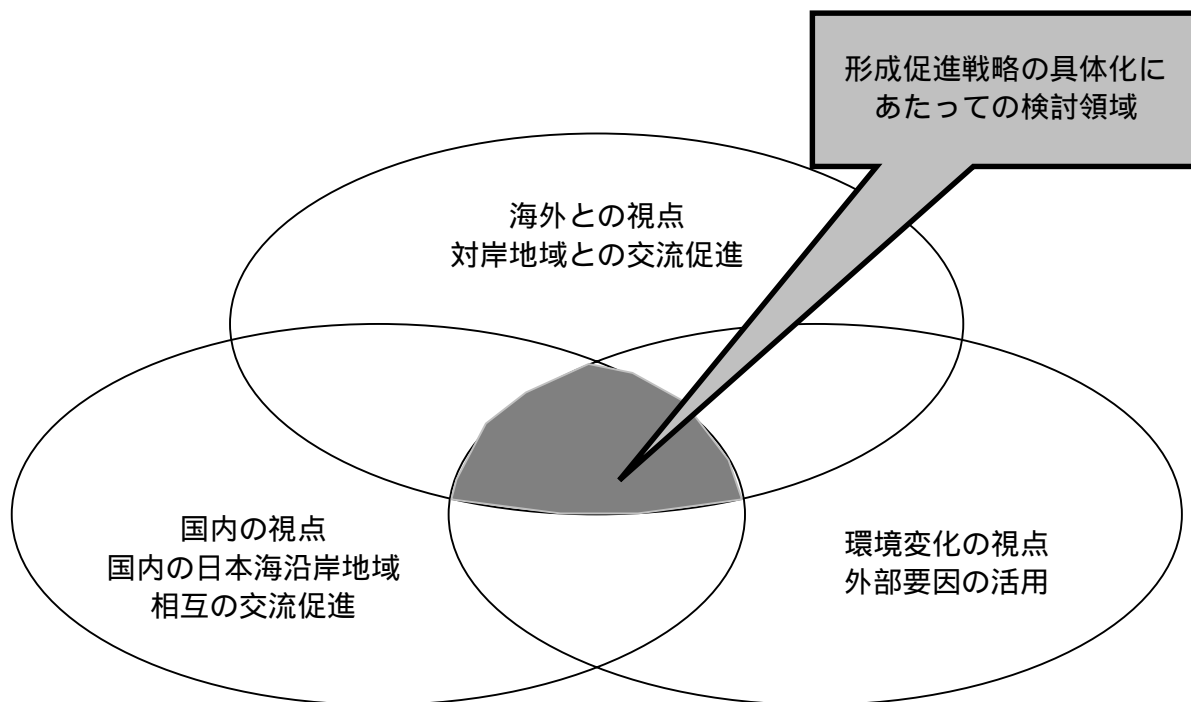 形成促進戦略の具体化に
あたっての検討領域
海外との視点
対岸地域との交流促進
国内の視点
国内の日本海沿岸地域
相互の交流促進
環境変化の視点
外部要因の活用